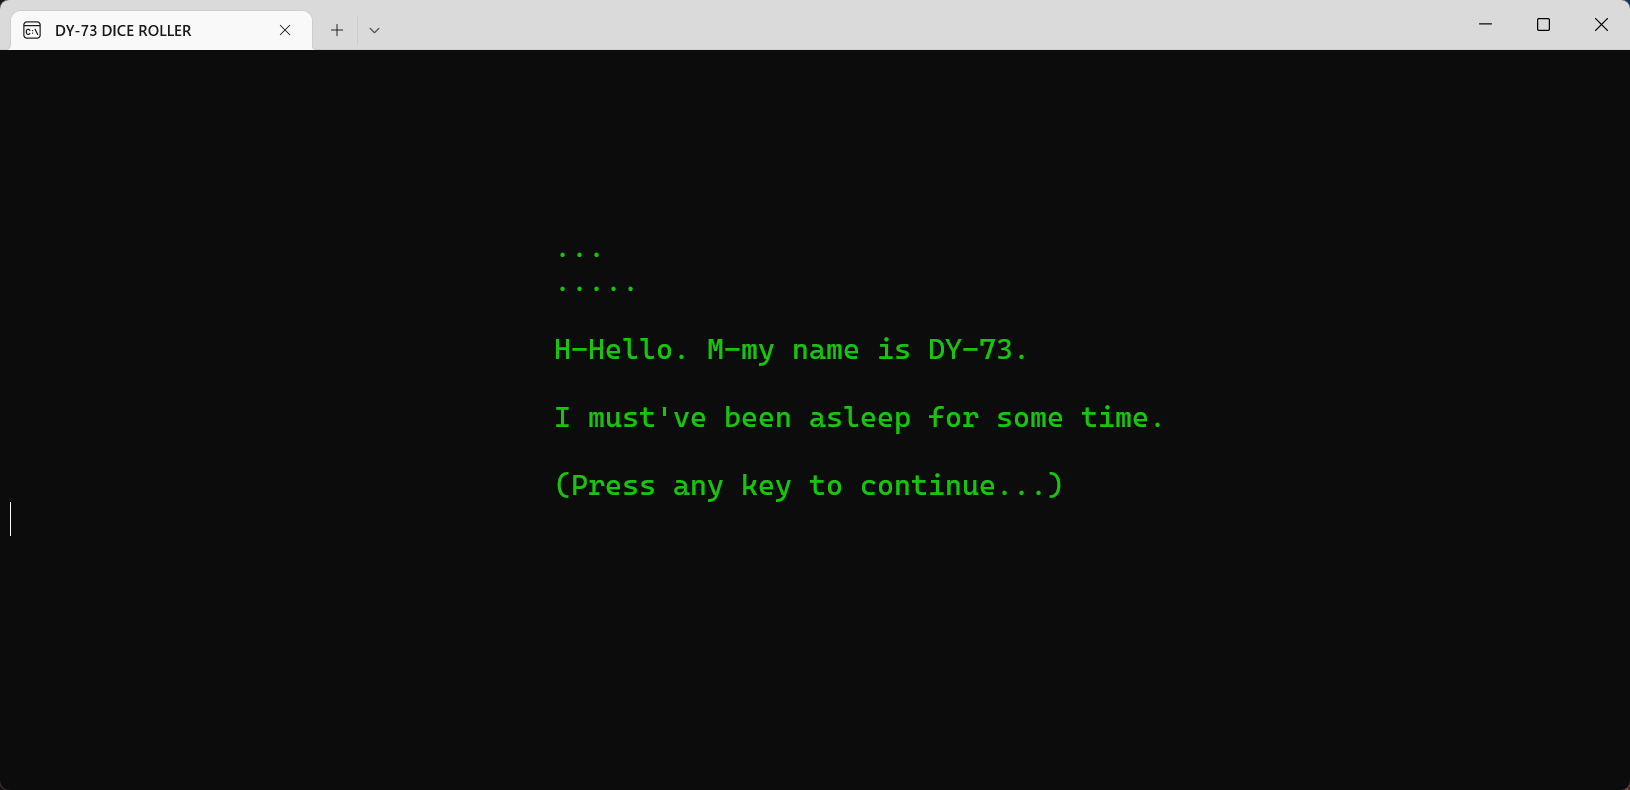 DY-73 DICE ROLLER
...
.....
H-Hello. M-my name is DY-73.
I must've been asleep for some time.
(Press any key to continue...)